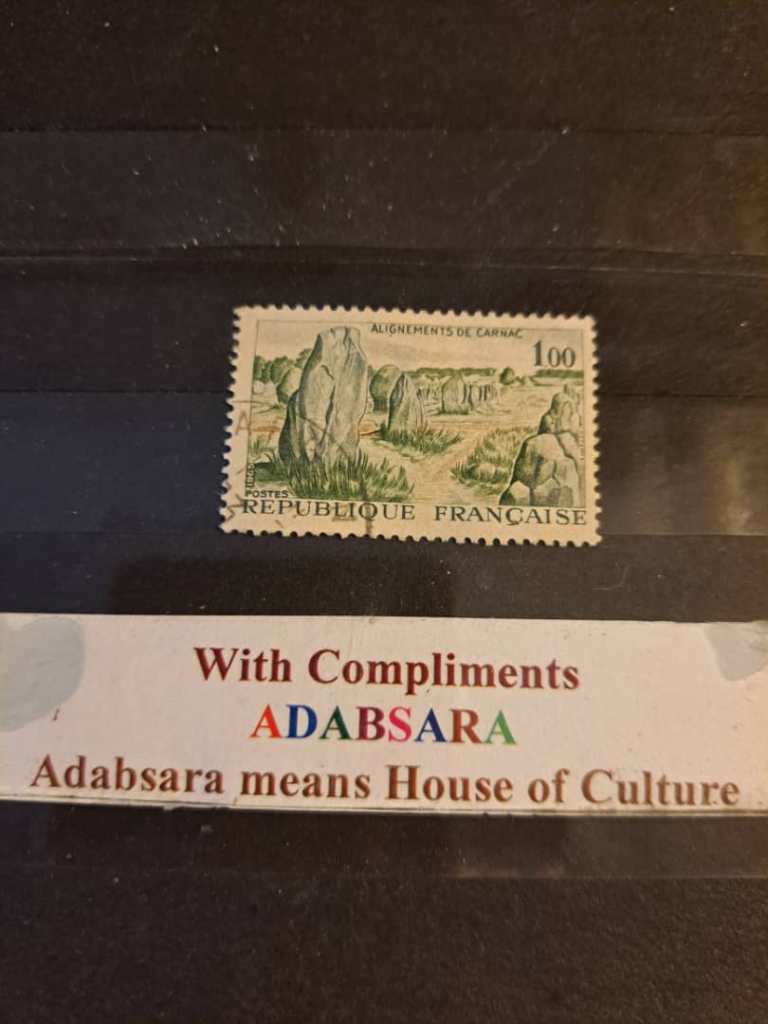 ALIGNEMENTS DE CARNAC
1.00
POSTES
REPUBLIQUE FRANÇAISE
With Compliments
ADABSARA
Adabsara means House of Culture